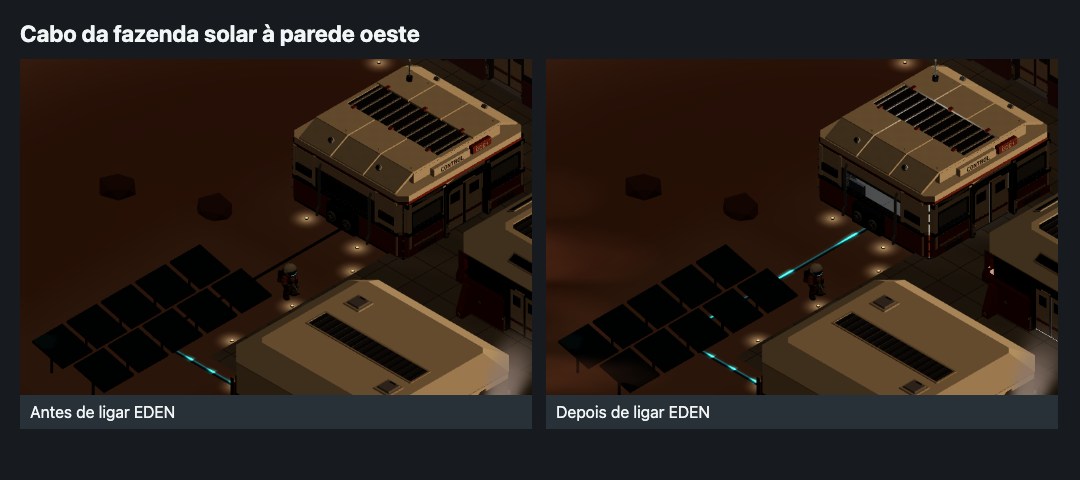 Cabo da fazenda solar à parede oeste
CONTROL
CONTROL
Antes de ligar EDEN
Depois de ligar EDEN